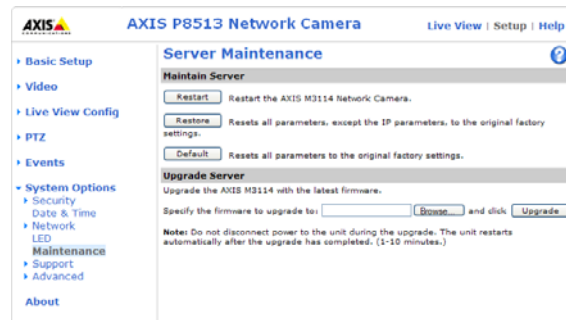 AXIS
COMMUNICATIONS
AXIS P8513 Network Camera
Live View | Setup | Help
Basic Setup
Video
Live View Config
PTZ
Events
System Options
Security
Date & Time
Network
LED
Maintenance
Support
Advanced
About
Server Maintenance
?
Maintain Server
Restart Restart the AXIS M3114 Network Camera.
Restore Resets all parameters, except the IP parameters, to the original factory
settings.
Default Resets all parameters to the original factory settings.
Upgrade Server
Upgrade the AXIS M3114 with the latest firmware.
Specify the firmware to upgrade to: Browse... and click Upgrade
Note: Do not disconnect power to the unit during the upgrade. The unit restarts
automatically after the upgrade has completed. (1-10 minutes.)